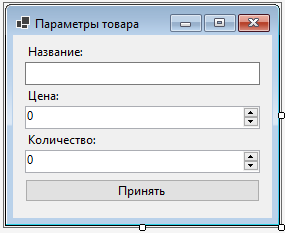 Параметры товара
Название:
Цена:
0
Количество:
0
Принять